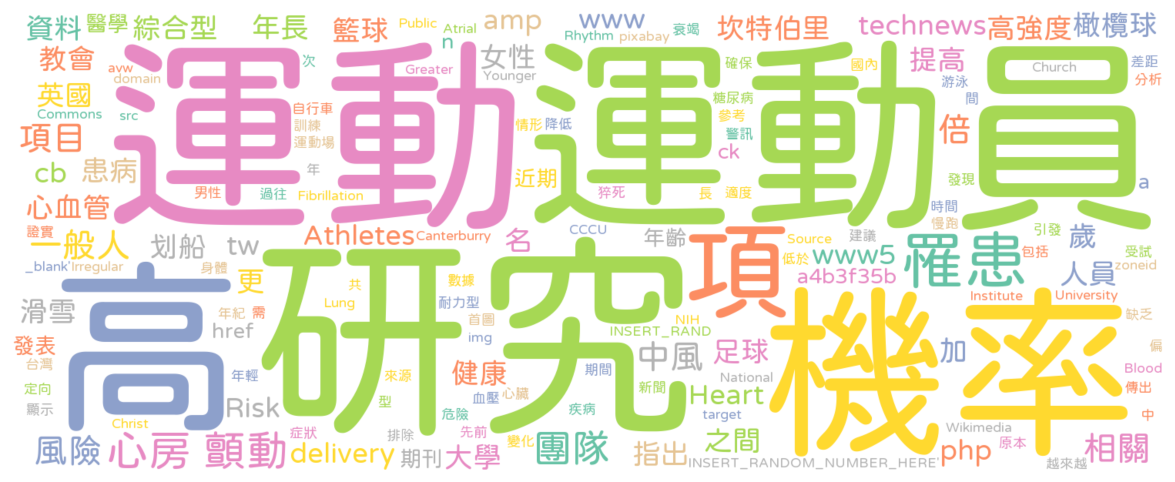 資料 醫學 綜合型 年長 籃球 Public Atrial amp www 坎特伯里 technews 高強度 橄欖球
n Rhythm pixabay 衰竭
教會 avw 次 Greater 女性 確保 國內 提高 Church 差距
domain Younger 游泳 分析
英國 Commons src 自行車 糖尿病 間
運動 運動員
項目 訓練 運動場 情形 降低 參考 警訊 倍
cb 患病 年 近期 ck 發現 a
心血管 男性 過往 Fibrillation 猝死 長 適度 時間
證實 一般人 划船 tw Athletes Canterburry 名 CCCU 年齡 項 Source 建議 慢跑 引發 歲
_blank Irregular 身體 更 共 數據 低於 www5 罹患 包括 受試
滑雪 高 年紀 需 Lung 研究 耐力型 a4b3f35b 機率 人員 zoneid
href 首圖 NIH Institute University
發表 img INSERT_RAND 缺乏
台灣 年輕 來源 健康 期間 中風 足球 加 偏
定向 型 血壓 心臟 新聞 National Blood 傳出
顯示 Risk 危險 疾病 Heart target 中
Christ 症狀 排除 先前 變化 Wikimedia
風險 心房 顫動 delivery 期刊 大學 團隊 指出 之間 php 原本 相關
INSERT_RANDOM_NUMBER_HERE 越來越